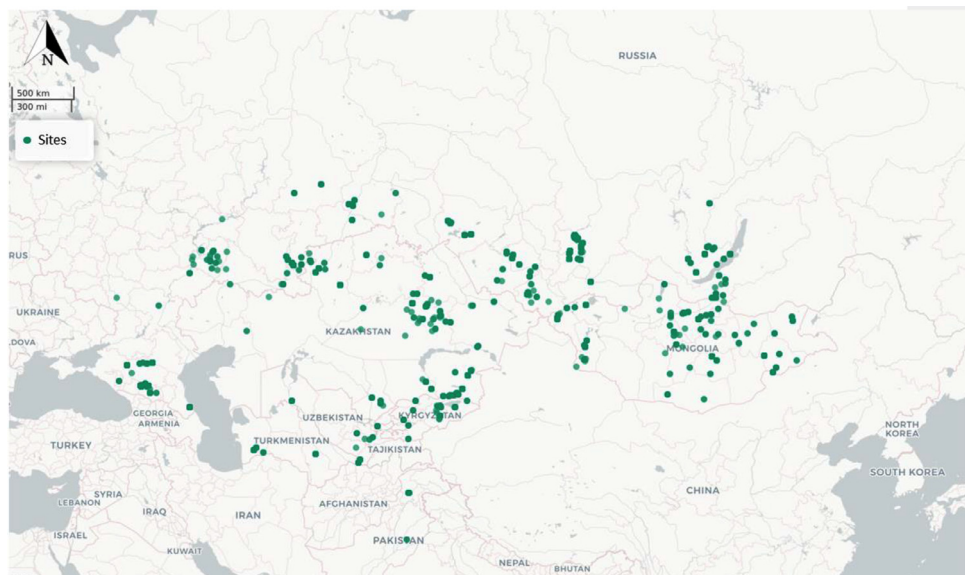 RUSSIA
N
500 km
300 mi
Sites
RUS
UKRAINE
DOVA
KAZAKHSTAN
MONGOLIA
GEORGIA
ARMENIA
UZBEKISTAN
KYRGYZSTAN
TURKMENISTAN
TAJIKISTAN
TURKEY
NORTH
KOREA
SOUTH KOREA
SYRIA
LEBANON
IRAQ
IRAN
AFGHANISTAN
CHINA
ISRAEL
KUWAIT
PAKISTAN
NEPAL
BHUTAN